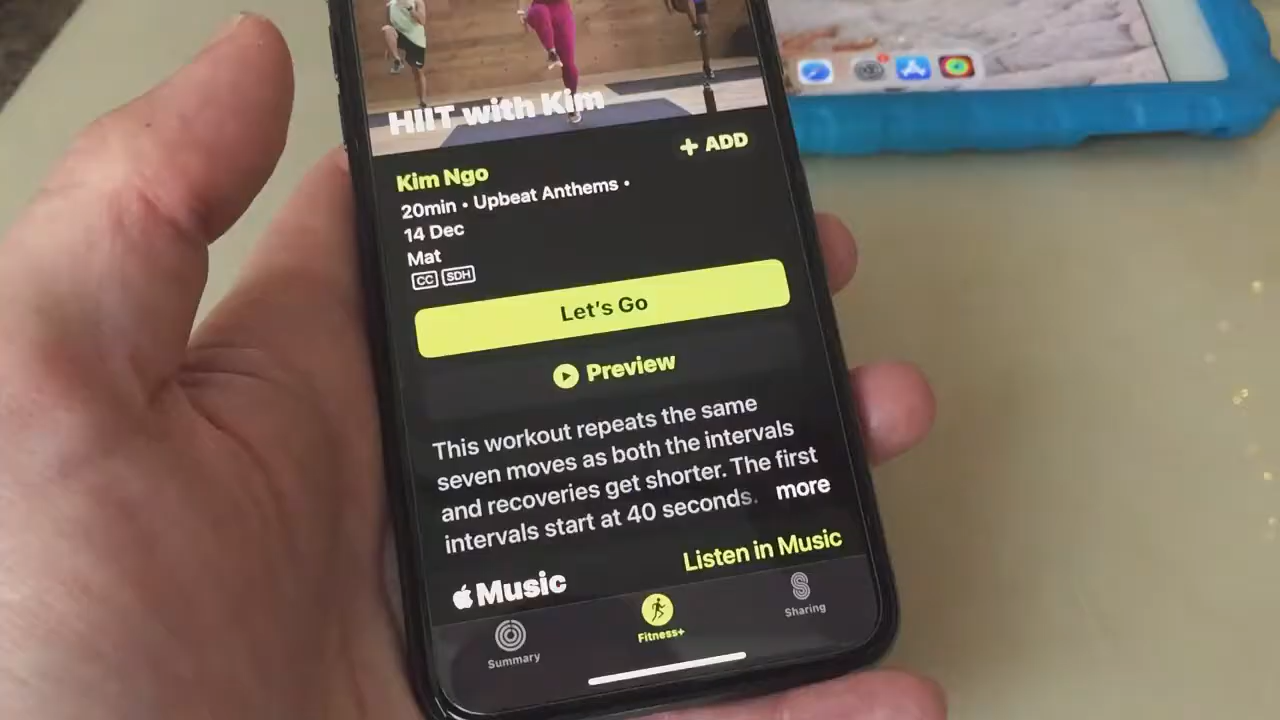 HIIT with Kim
+ ADD
Kim Ngo
20min • Upbeat Anthems •
14 Dec
Mat
CC SDH
Let's Go
Preview
This workout repeats the same
seven moves as both the intervals
and recoveries get shorter. The first
intervals start at 40 seconds. more
Music
Listen in Music
Summary
Fitness+
Sharing